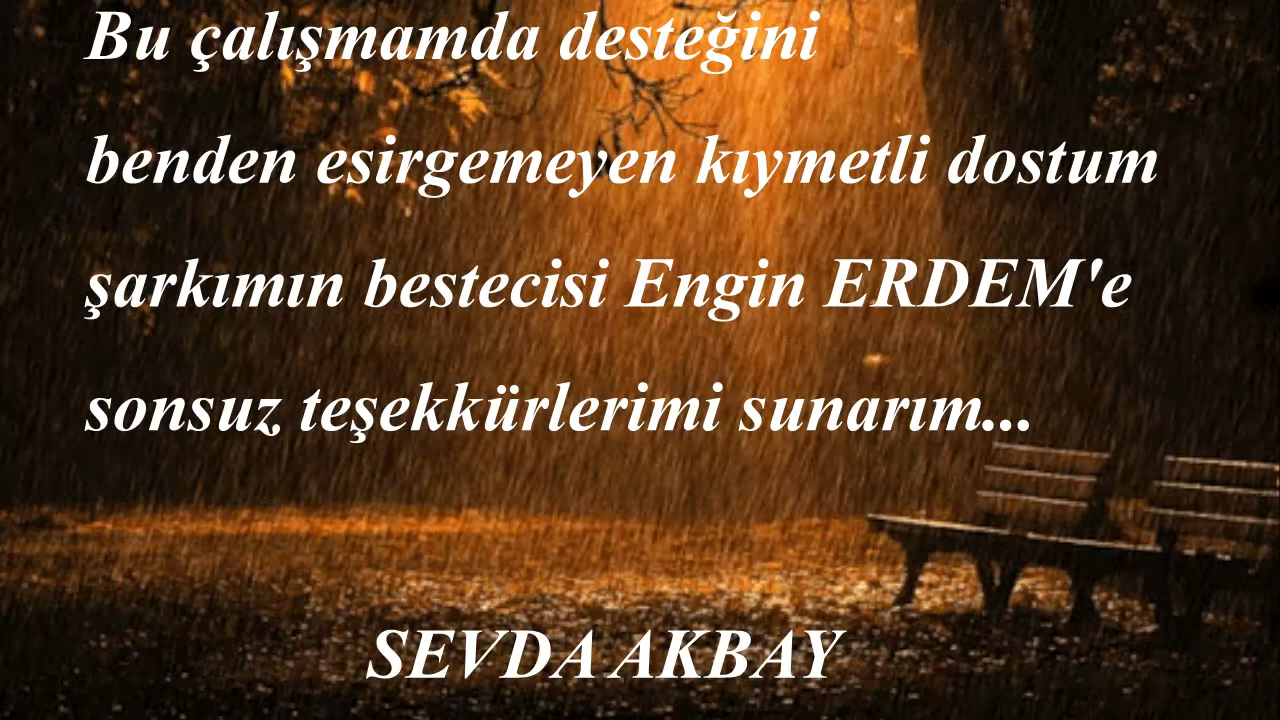 Bu çalışmamda desteğini
benden esirgemeyen kıymetli dostum
şarkımın bestecisi Engin ERDEM'e
sonsuz teşekkürlerimi sunarım...
SEVDA AKBAY